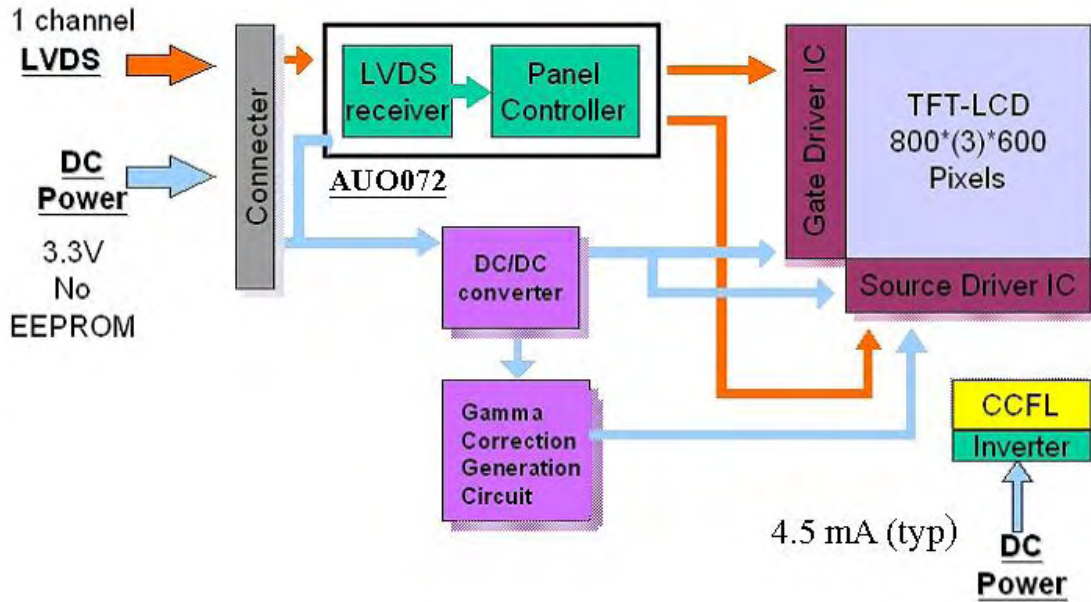 1 channel
LVDS
DC
Power
3.3V
No
EEPROM
Connecter
LVDS
receiver
Panel
Controller
AUO072
DC/DC
converter
Gamma
Correction
Generation
Circuit
Gate Driver IC
TFT-LCD
800*(3)*600
Pixels
Source Driver IC
CCFL
Inverter
4.5 mA (typ)
DC
Power